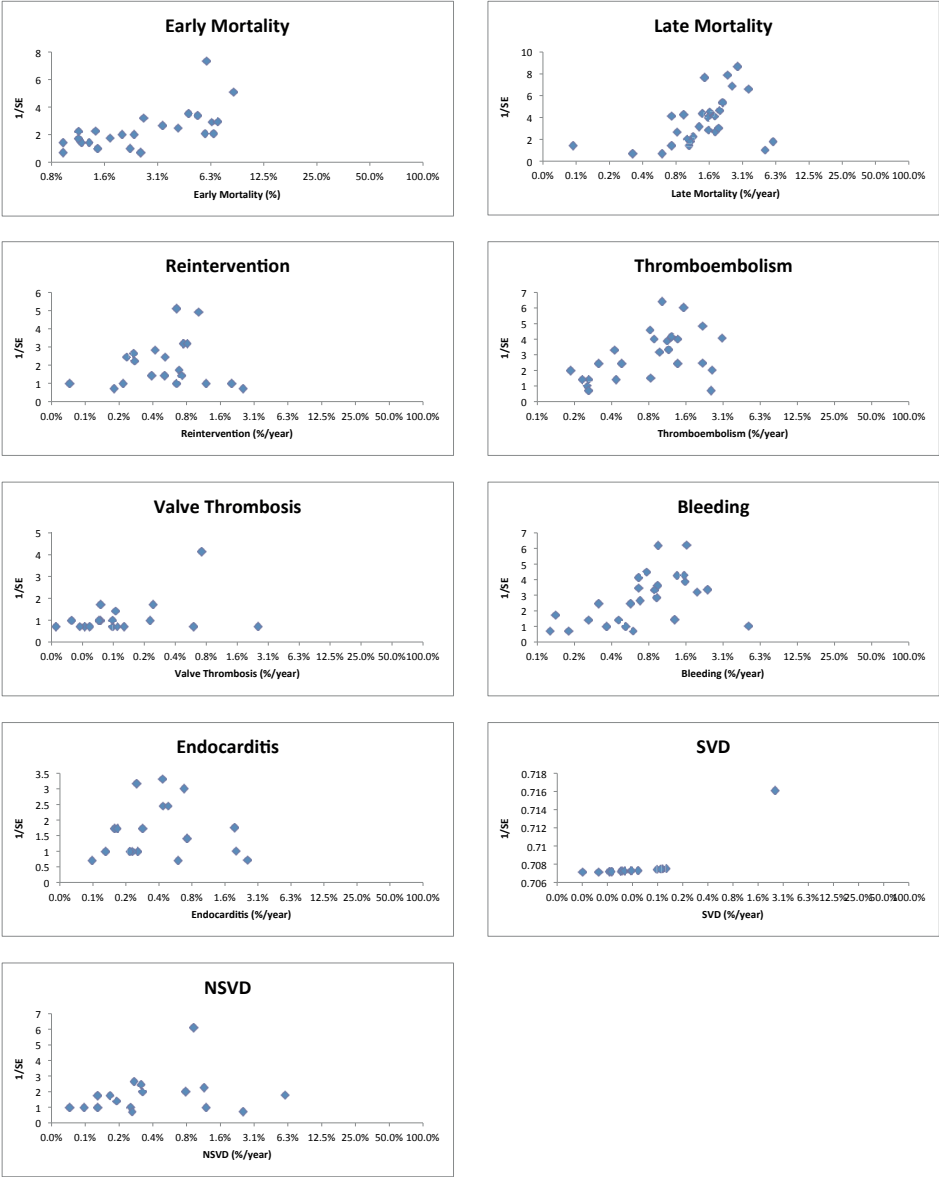 Early Mortality
8
6
4
2
0
1/SE
0.8% 1.6% 3.1% 6.3% 12.5% 25.0% 50.0% 100.0%
Early Mortality (%)
Late Mortality
10
8
6
4
2
0
1/SE
0.0% 0.1% 0.2% 0.4% 0.8% 1.6% 3.1% 6.3% 12.5% 25.0% 50.0% 100.0%
Late Mortality (%/year)
Reintervention
6
5
4
3
2
1
0
1/SE
0.0% 0.1% 0.2% 0.4% 0.8% 1.6% 3.1% 6.3% 12.5% 25.0% 50.0% 100.0%
Reintervention (%/year)
Thromboembolism
7
6
5
4
3
2
1
0
1/SE
0.1% 0.2% 0.4% 0.8% 1.6% 3.1% 6.3% 12.5% 25.0% 50.0% 100.0%
Thromboembolism (%/year)
Valve Thrombosis
5
4
3
2
1
0
1/SE
0.0% 0.0% 0.1% 0.2% 0.4% 0.8% 1.6% 3.1% 6.3% 12.5% 25.0% 50.0% 100.0%
Valve Thrombosis (%/year)
Bleeding
7
6
5
4
3
2
1
0
1/SE
0.1% 0.2% 0.4% 0.8% 1.6% 3.1% 6.3% 12.5% 25.0% 50.0% 100.0%
Bleeding (%/year)
Endocarditis
3.5
3
2.5
2
1.5
1
0.5
0
1/SE
0.0% 0.1% 0.2% 0.4% 0.8% 1.6% 3.1% 6.3% 12.5% 25.0% 50.0% 100.0%
Endocarditis (%/year)
SVD
0.718
0.716
0.714
0.712
0.71
0.708
0.706
1/SE
0.0% 0.0% 0.0% 0.0% 0.1% 0.2% 0.4% 0.8% 1.6% 3.1% 6.3% 12.5% 25.0% 50.0% 100.0%
SVD (%/year)
NSVD
7
6
5
4
3
2
1
0
1/SE
0.0% 0.1% 0.2% 0.4% 0.8% 1.6% 3.1% 6.3% 12.5% 25.0% 50.0% 100.0%
NSVD (%/year)